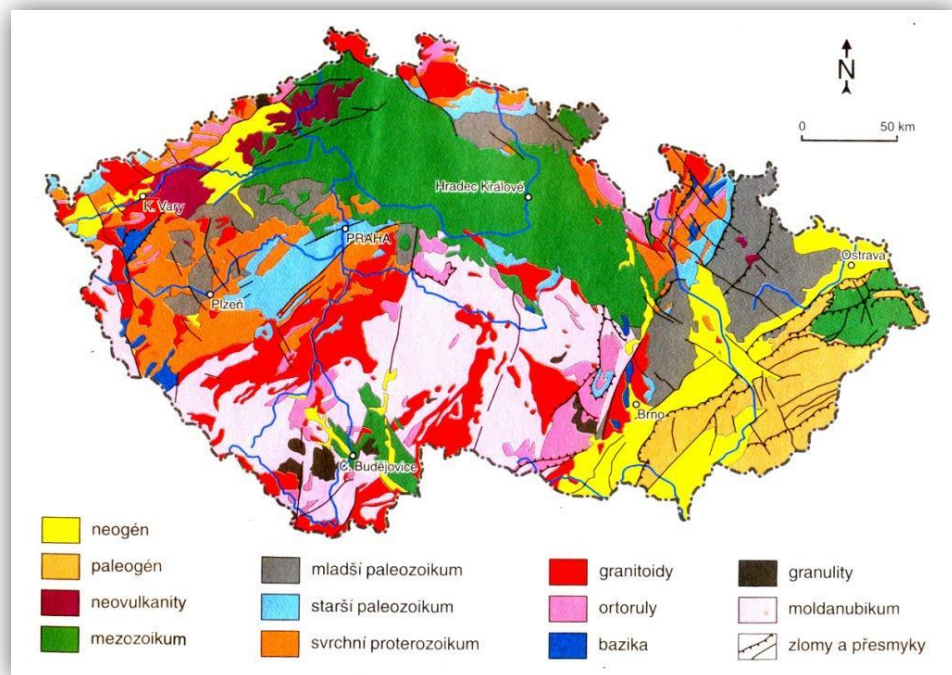 N
0 50 km
K. Vary
Hradec Králové
PRAHA
Ostrava
Plzeň
Brno
Č. Budějovice
neogén
paleogén
neovulkanity
mezozoikum
mladší paleozoikum
starší paleozoikum
svrchní proterozoikum
granitoidy
ortoruly
bazika
granulity
moldanubikum
zlomy a přesmyky